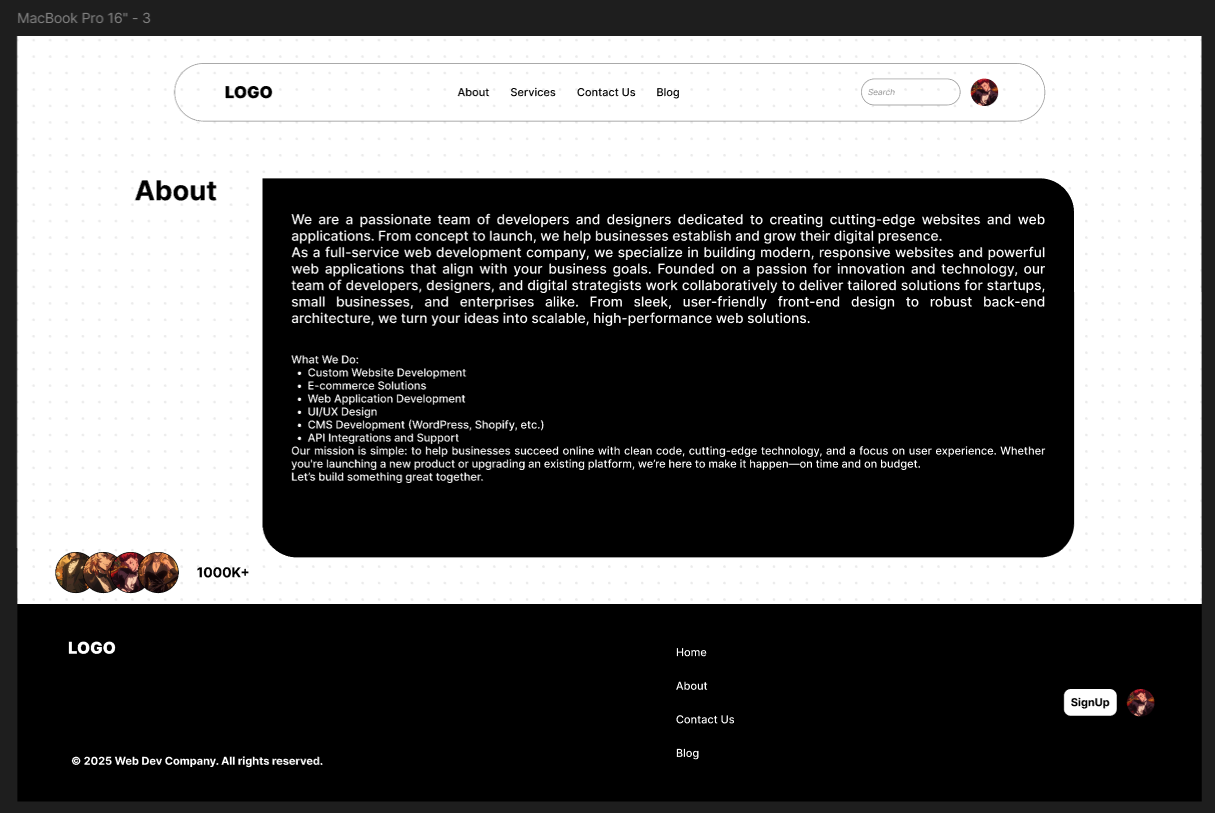 MacBook Pro 16" - 3
LOGO
About
Services
Contact Us
Blog
Search
About
We are a passionate team of developers and designers dedicated to creating cutting-edge websites and web
applications. From concept to launch, we help businesses establish and grow their digital presence.
As a full-service web development company, we specialize in building modern, responsive websites and powerful
web applications that align with your business goals. Founded on a passion for innovation and technology, our
team of developers, designers, and digital strategists work collaboratively to deliver tailored solutions for startups,
small businesses, and enterprises alike. From sleek, user-friendly front-end design to robust back-end
architecture, we turn your ideas into scalable, high-performance web solutions.
What We Do:
• Custom Website Development
• E-commerce Solutions
• Web Application Development
• UI/UX Design
• CMS Development (WordPress, Shopify, etc.)
• API Integrations and Support
Our mission is simple: to help businesses succeed online with clean code, cutting-edge technology, and a focus on user experience. Whether
you're launching a new product or upgrading an existing platform, we're here to make it happen—on time and on budget.
Let's build something great together.
1000K+
LOGO
Home
About
Contact Us
Blog
SignUp
© 2025 Web Dev Company. All rights reserved.